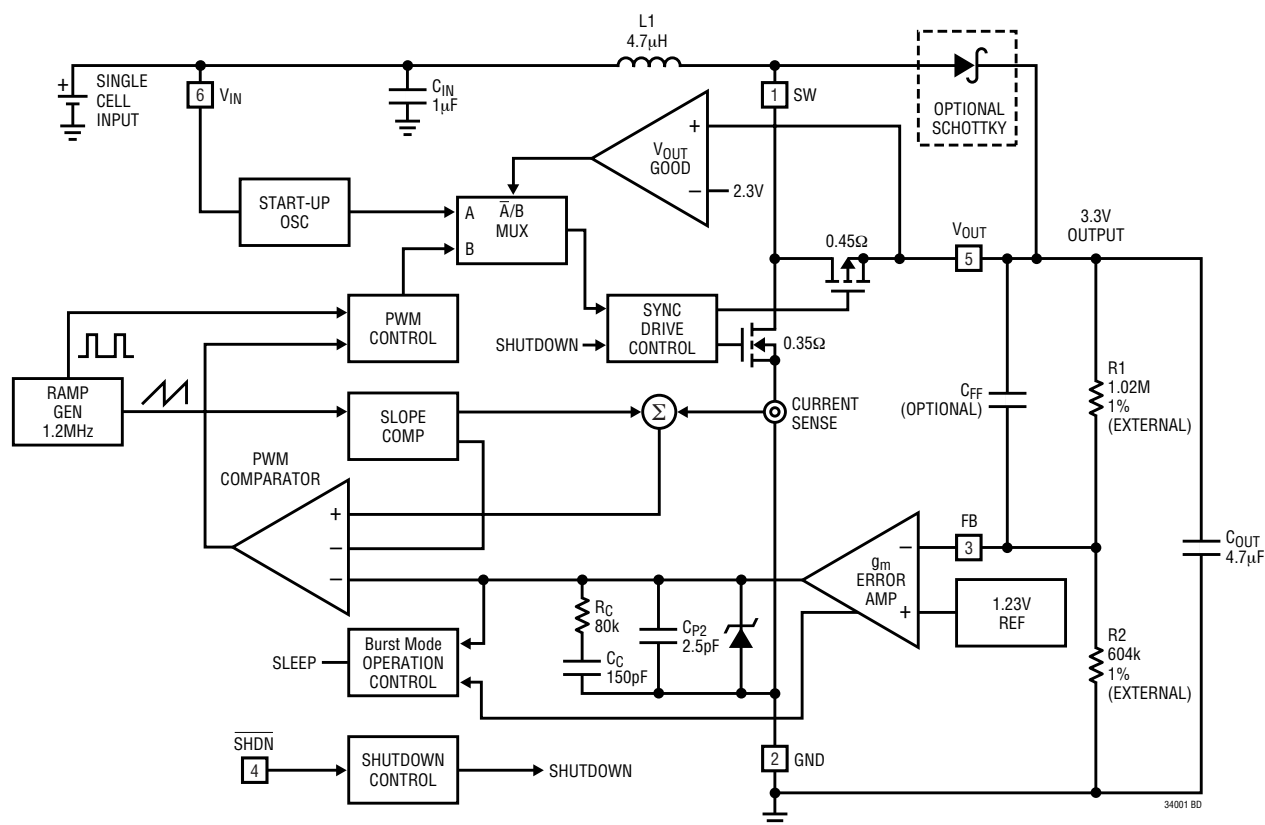 L1
4.7µH
+
SINGLE
CELL
INPUT
6
VIN
CIN
1µF
1
SW
OPTIONAL
SCHOTTKY
+
VOUT
GOOD
–
2.3V
START-UP
OSC
A
B
A/B
MUX
0.45Ω
VOUT
5
3.3V
OUTPUT
PWM
CONTROL
SHUTDOWN
SYNC
DRIVE
CONTROL
0.35Ω
RAMP
GEN
1.2MHz
SLOPE
COMP
Σ
CURRENT
SENSE
CFF
(OPTIONAL)
R1
1.02M
1%
(EXTERNAL)
PWM
COMPARATOR
+
–
–
FB
3
–
gm
ERROR
AMP
+
1.23V
REF
COUT
4.7µF
R2
604k
1%
(EXTERNAL)
RC
80k
CC
150pF
CP2
2.5pF
SLEEP
Burst Mode
OPERATION
CONTROL
SHDN
4
SHUTDOWN
CONTROL
SHUTDOWN
2
GND
34001 BD